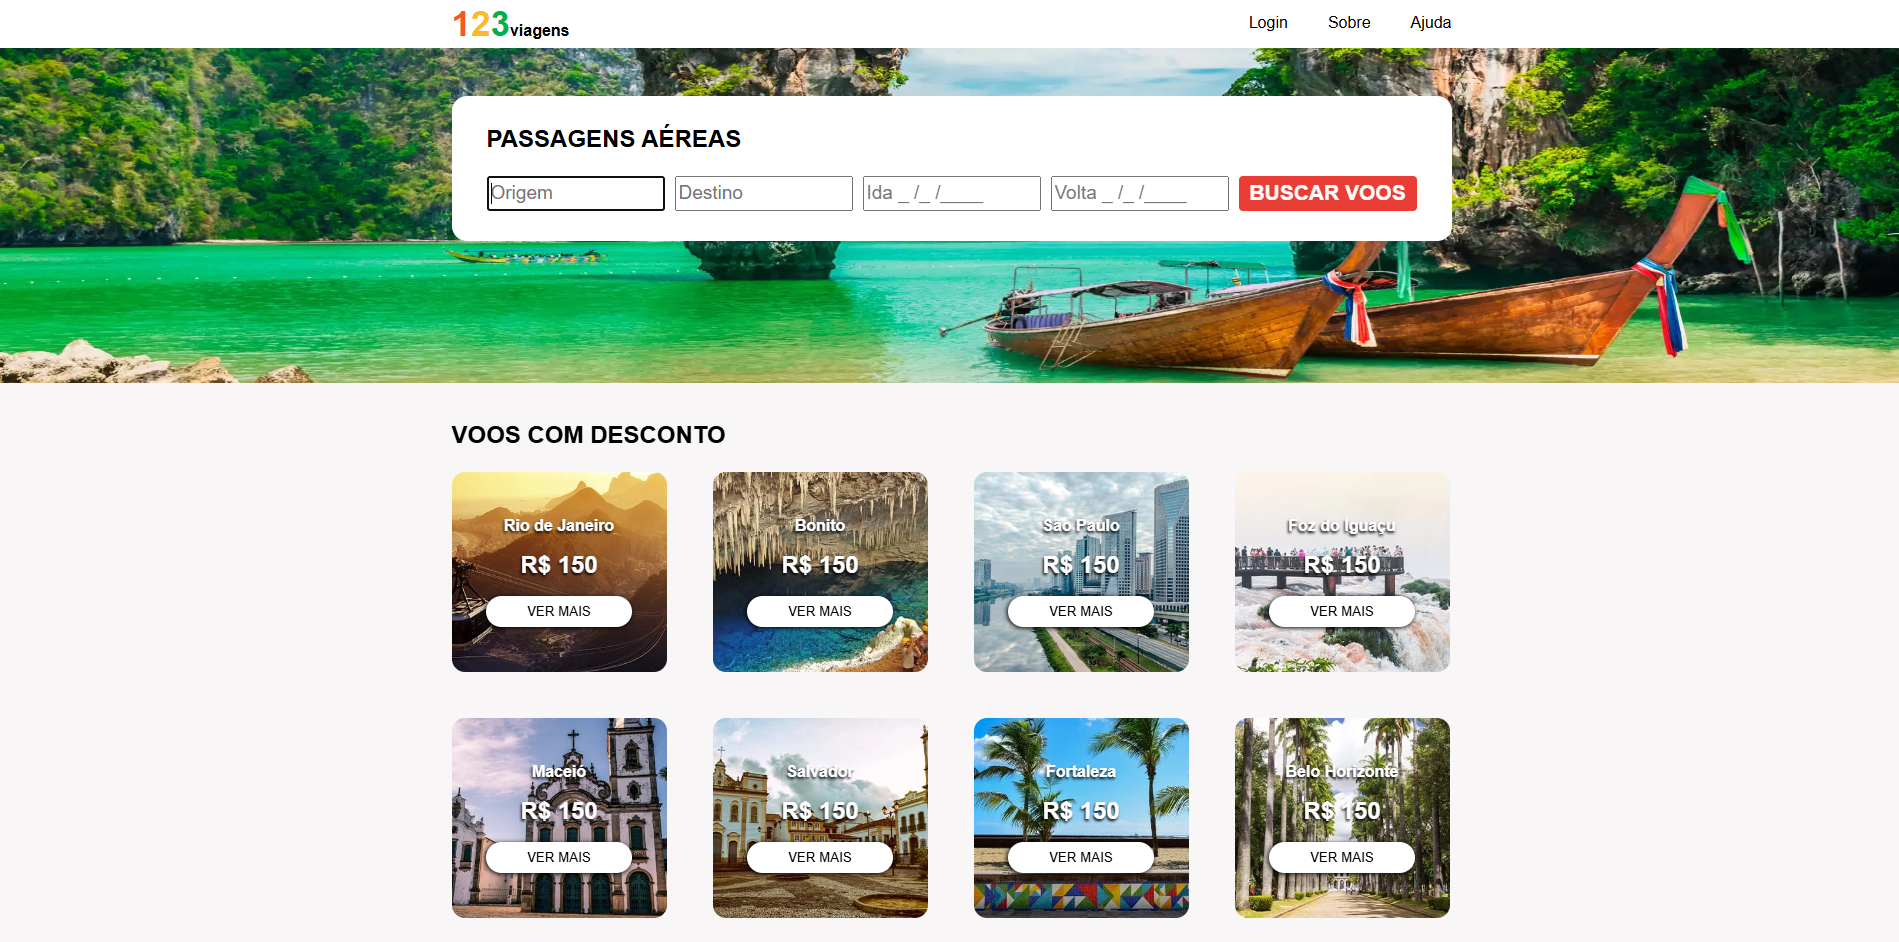 123viagens
Login Sobre Ajuda
PASSAGENS AÉREAS
Origem Destino Ida _ /_ /____ Volta _ /_ /____ BUSCAR VOOS
VOOS COM DESCONTO
Rio de Janeiro
R$ 150
VER MAIS
Bonito
R$ 150
VER MAIS
São Paulo
R$ 150
VER MAIS
Foz do Iguaçu
R$ 150
VER MAIS
Maceió
R$ 150
VER MAIS
Salvador
R$ 150
VER MAIS
Fortaleza
R$ 150
VER MAIS
Belo Horizonte
R$ 150
VER MAIS